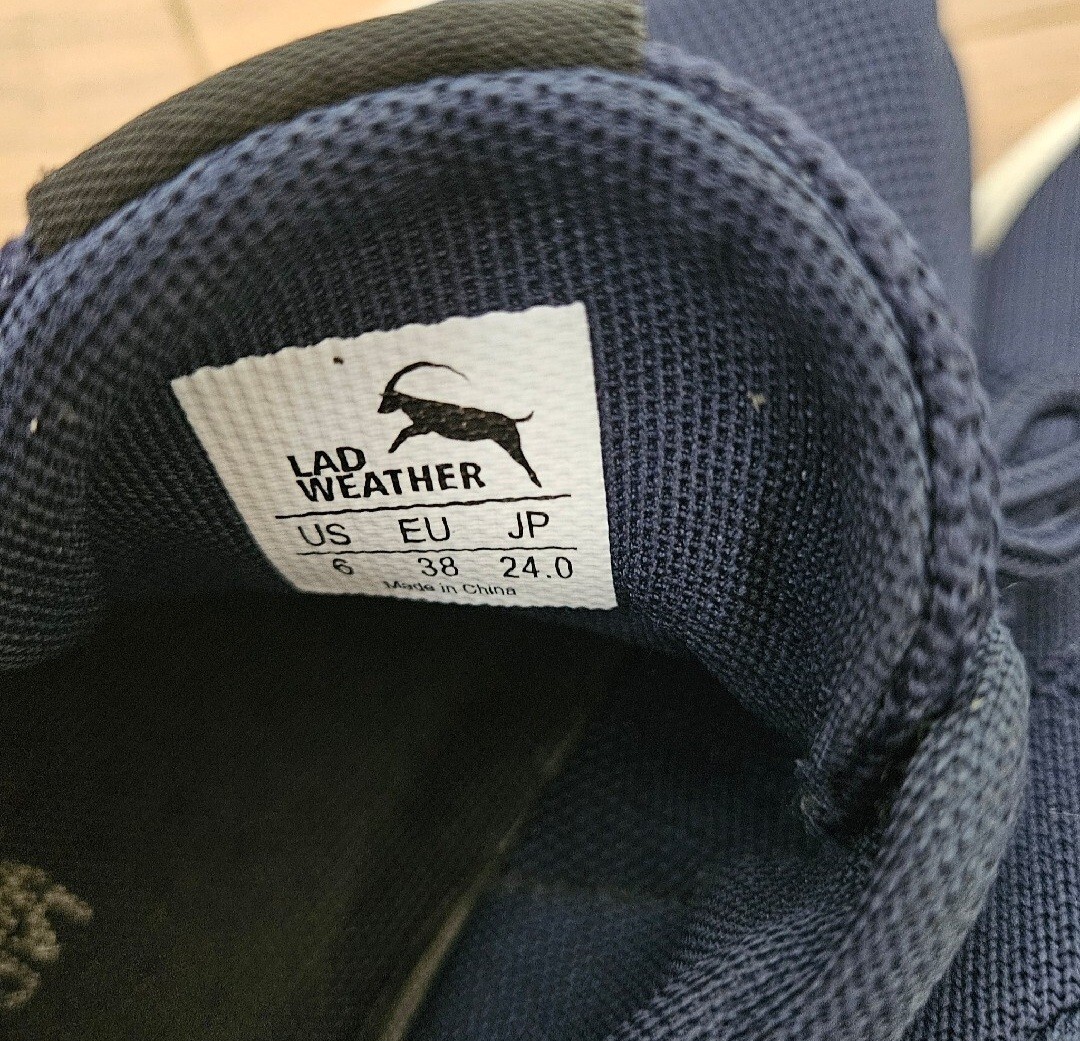 LAD
WEATHER
US EU JP
6 38 24.0
Made in China